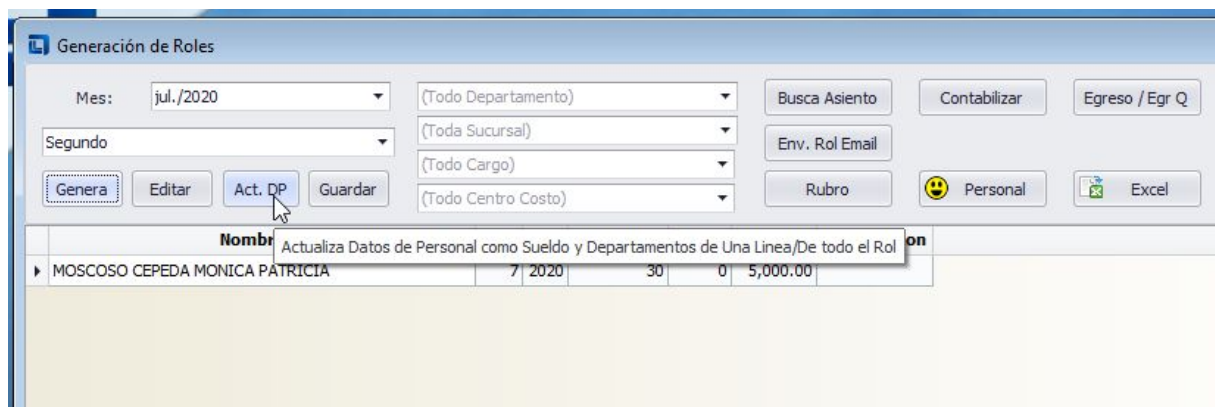 Generación de Roles
Mes: jul./2020 (Todo Departamento) Busca Asiento Contabilizar Egreso / Egr Q
Segundo (Toda Sucursal) Env. Rol Email
(Todo Cargo)
Genera Editar Act. DP Guardar (Todo Centro Costo) Rubro Personal Excel
Nombr Actualiza Datos de Personal como Sueldo y Departamentos de Una Linea/De todo el Rol on
MOSCOSO CEPEDA MONICA PATRICIA 7 2020 30 0 5,000.00